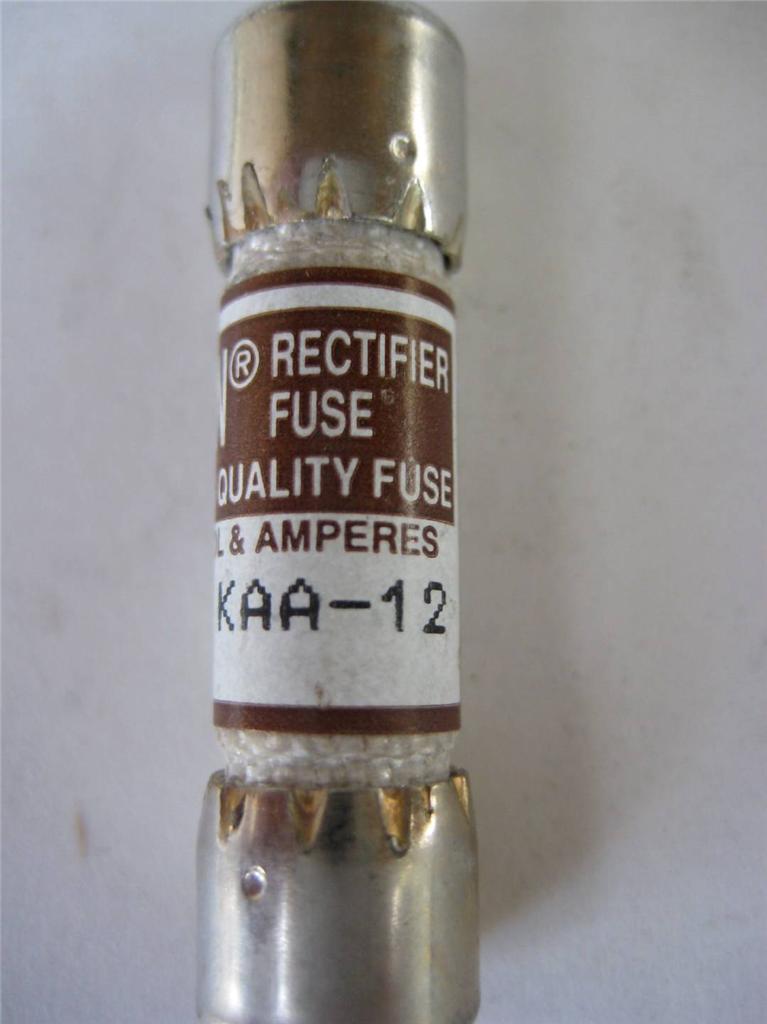 ® RECTIFIER
FUSE
QUALITY FUSE
& AMPERES
KAA-12